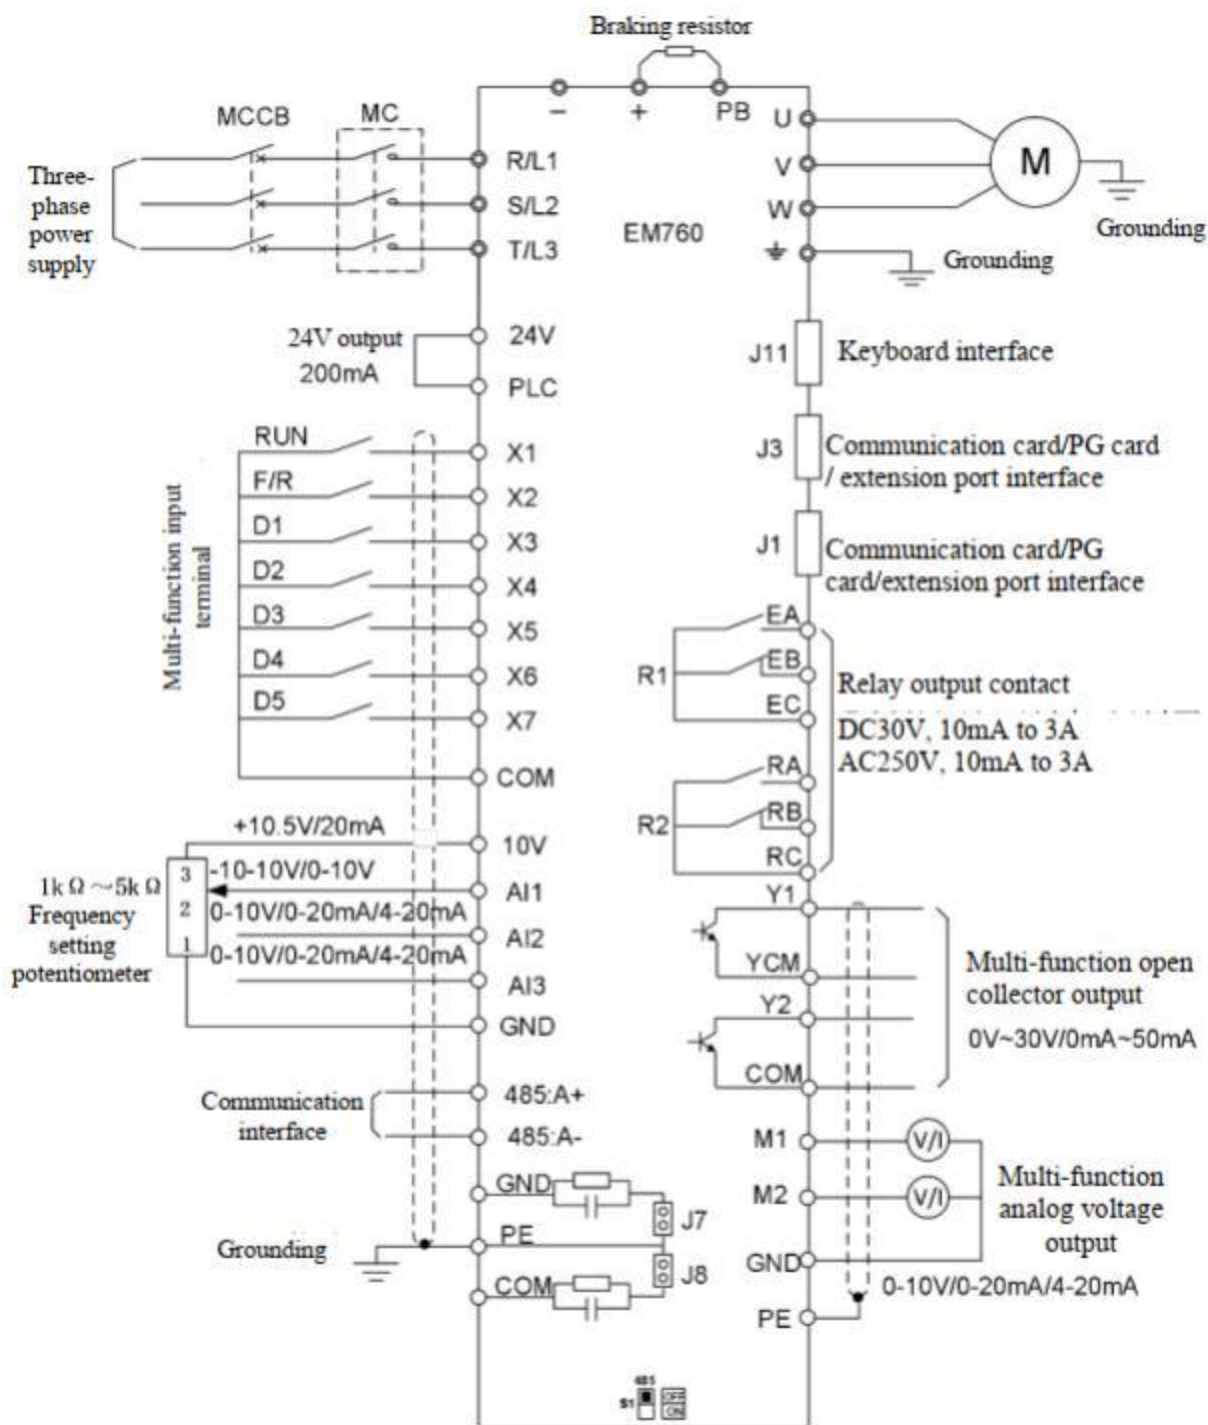 Braking resistor
MCCB
MC
Three-
phase
power
supply
R/L1
S/L2
T/L3
−
+
PB
U
V
W
M
EM760
Grounding
Grounding
24V output
200mA
24V
PLC
J11
Keyboard interface
J3
Communication card/PG card
/ extension port interface
J1
Communication card/PG
card/extension port interface
Multi-function input
terminal
RUN
X1
F/R
X2
D1
X3
D2
X4
D3
X5
D4
X6
D5
X7
COM
R1
EA
EB
EC
R2
RA
RB
RC
Relay output contact
DC30V, 10mA to 3A
AC250V, 10mA to 3A
+10.5V/20mA
10V
1kΩ～5kΩ
Frequency
setting
potentiometer
3
2
1
-10-10V/0-10V
AI1
0-10V/0-20mA/4-20mA
AI2
0-10V/0-20mA/4-20mA
AI3
GND
Y1
YCM
Y2
COM
Multi-function open
collector output
0V~30V/0mA~50mA
Communication
interface
485:A+
485:A-
M1
V/I
M2
V/I
GND
PE
Multi-function
analog voltage
output
0-10V/0-20mA/4-20mA
GND
J7
Grounding
PE
J8
COM
485
S1
OFF
ON